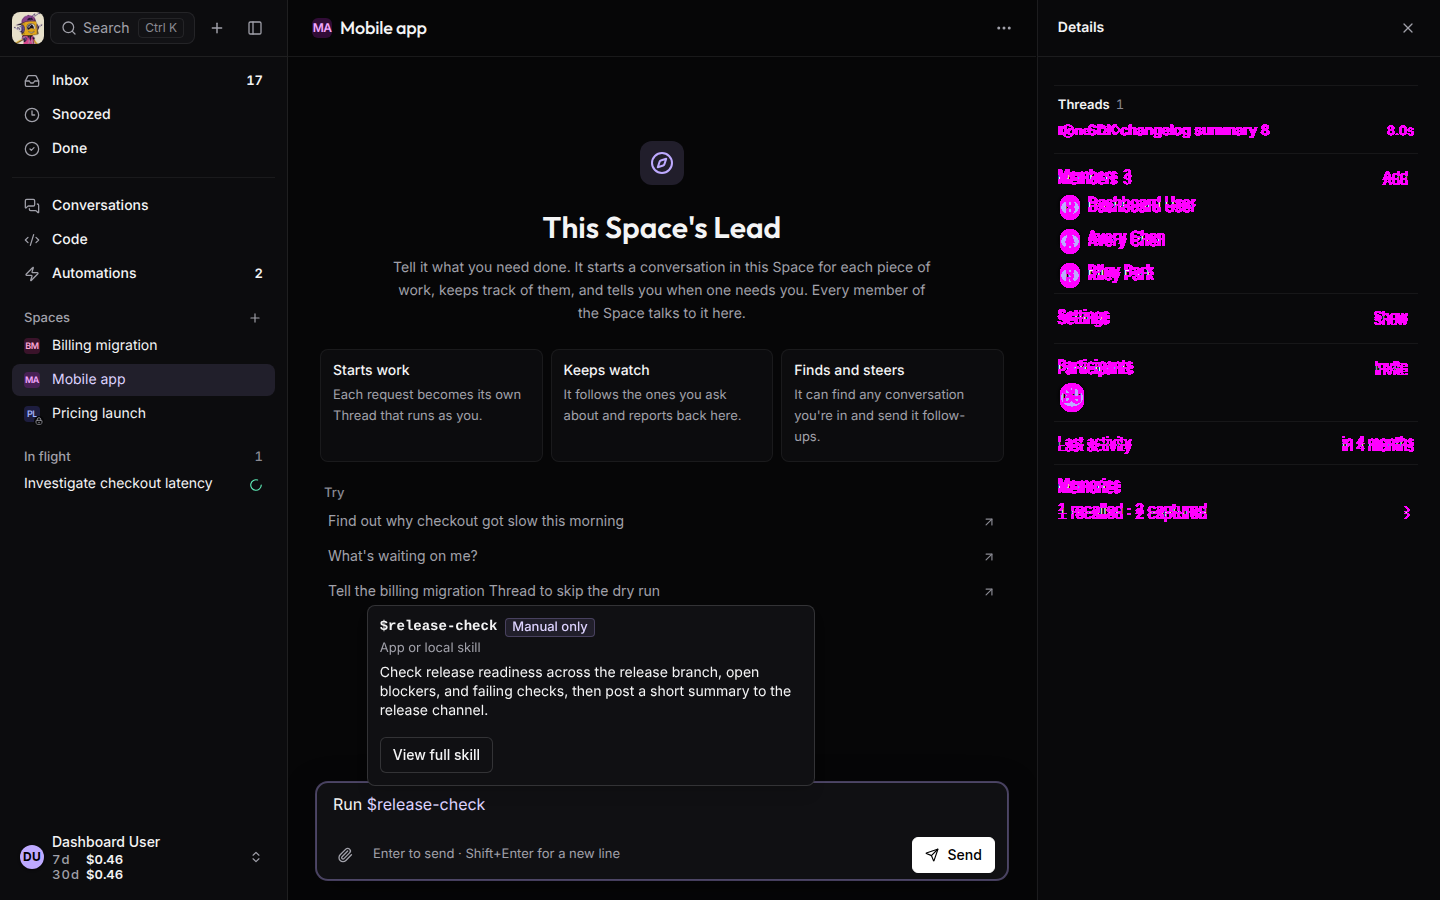 Search Ctrl K
Inbox 17
Snoozed
Done
Conversations
Code
Automations 2
Spaces
BM Billing migration
MA Mobile app
PL Pricing launch
In flight 1
Investigate checkout latency
DU Dashboard User
7d $0.46
30d $0.46
MA Mobile app
This Space's Lead
Tell it what you need done. It starts a conversation in this Space for each piece of
work, keeps track of them, and tells you when one needs you. Every member of
the Space talks to it here.
Starts work
Each request becomes its own
Thread that runs as you.
Keeps watch
It follows the ones you ask
about and reports back here.
Finds and steers
It can find any conversation
you're in and send it follow-
ups.
Try
Find out why checkout got slow this morning
What's waiting on me?
Tell the billing migration Thread to skip the dry run
$release-check Manual only
App or local skill
Check release readiness across the release branch, open
blockers, and failing checks, then post a short summary to the
release channel.
View full skill
Run $release-check
Enter to send · Shift+Enter for a new line
Send
Details
Threads 1
changelog summary 8.0s
Members 3 Add
Dashboard User
Avery Chen
Riley Park
Settings Show
Participants Invite
Last activity in 4 months
Memories
captured